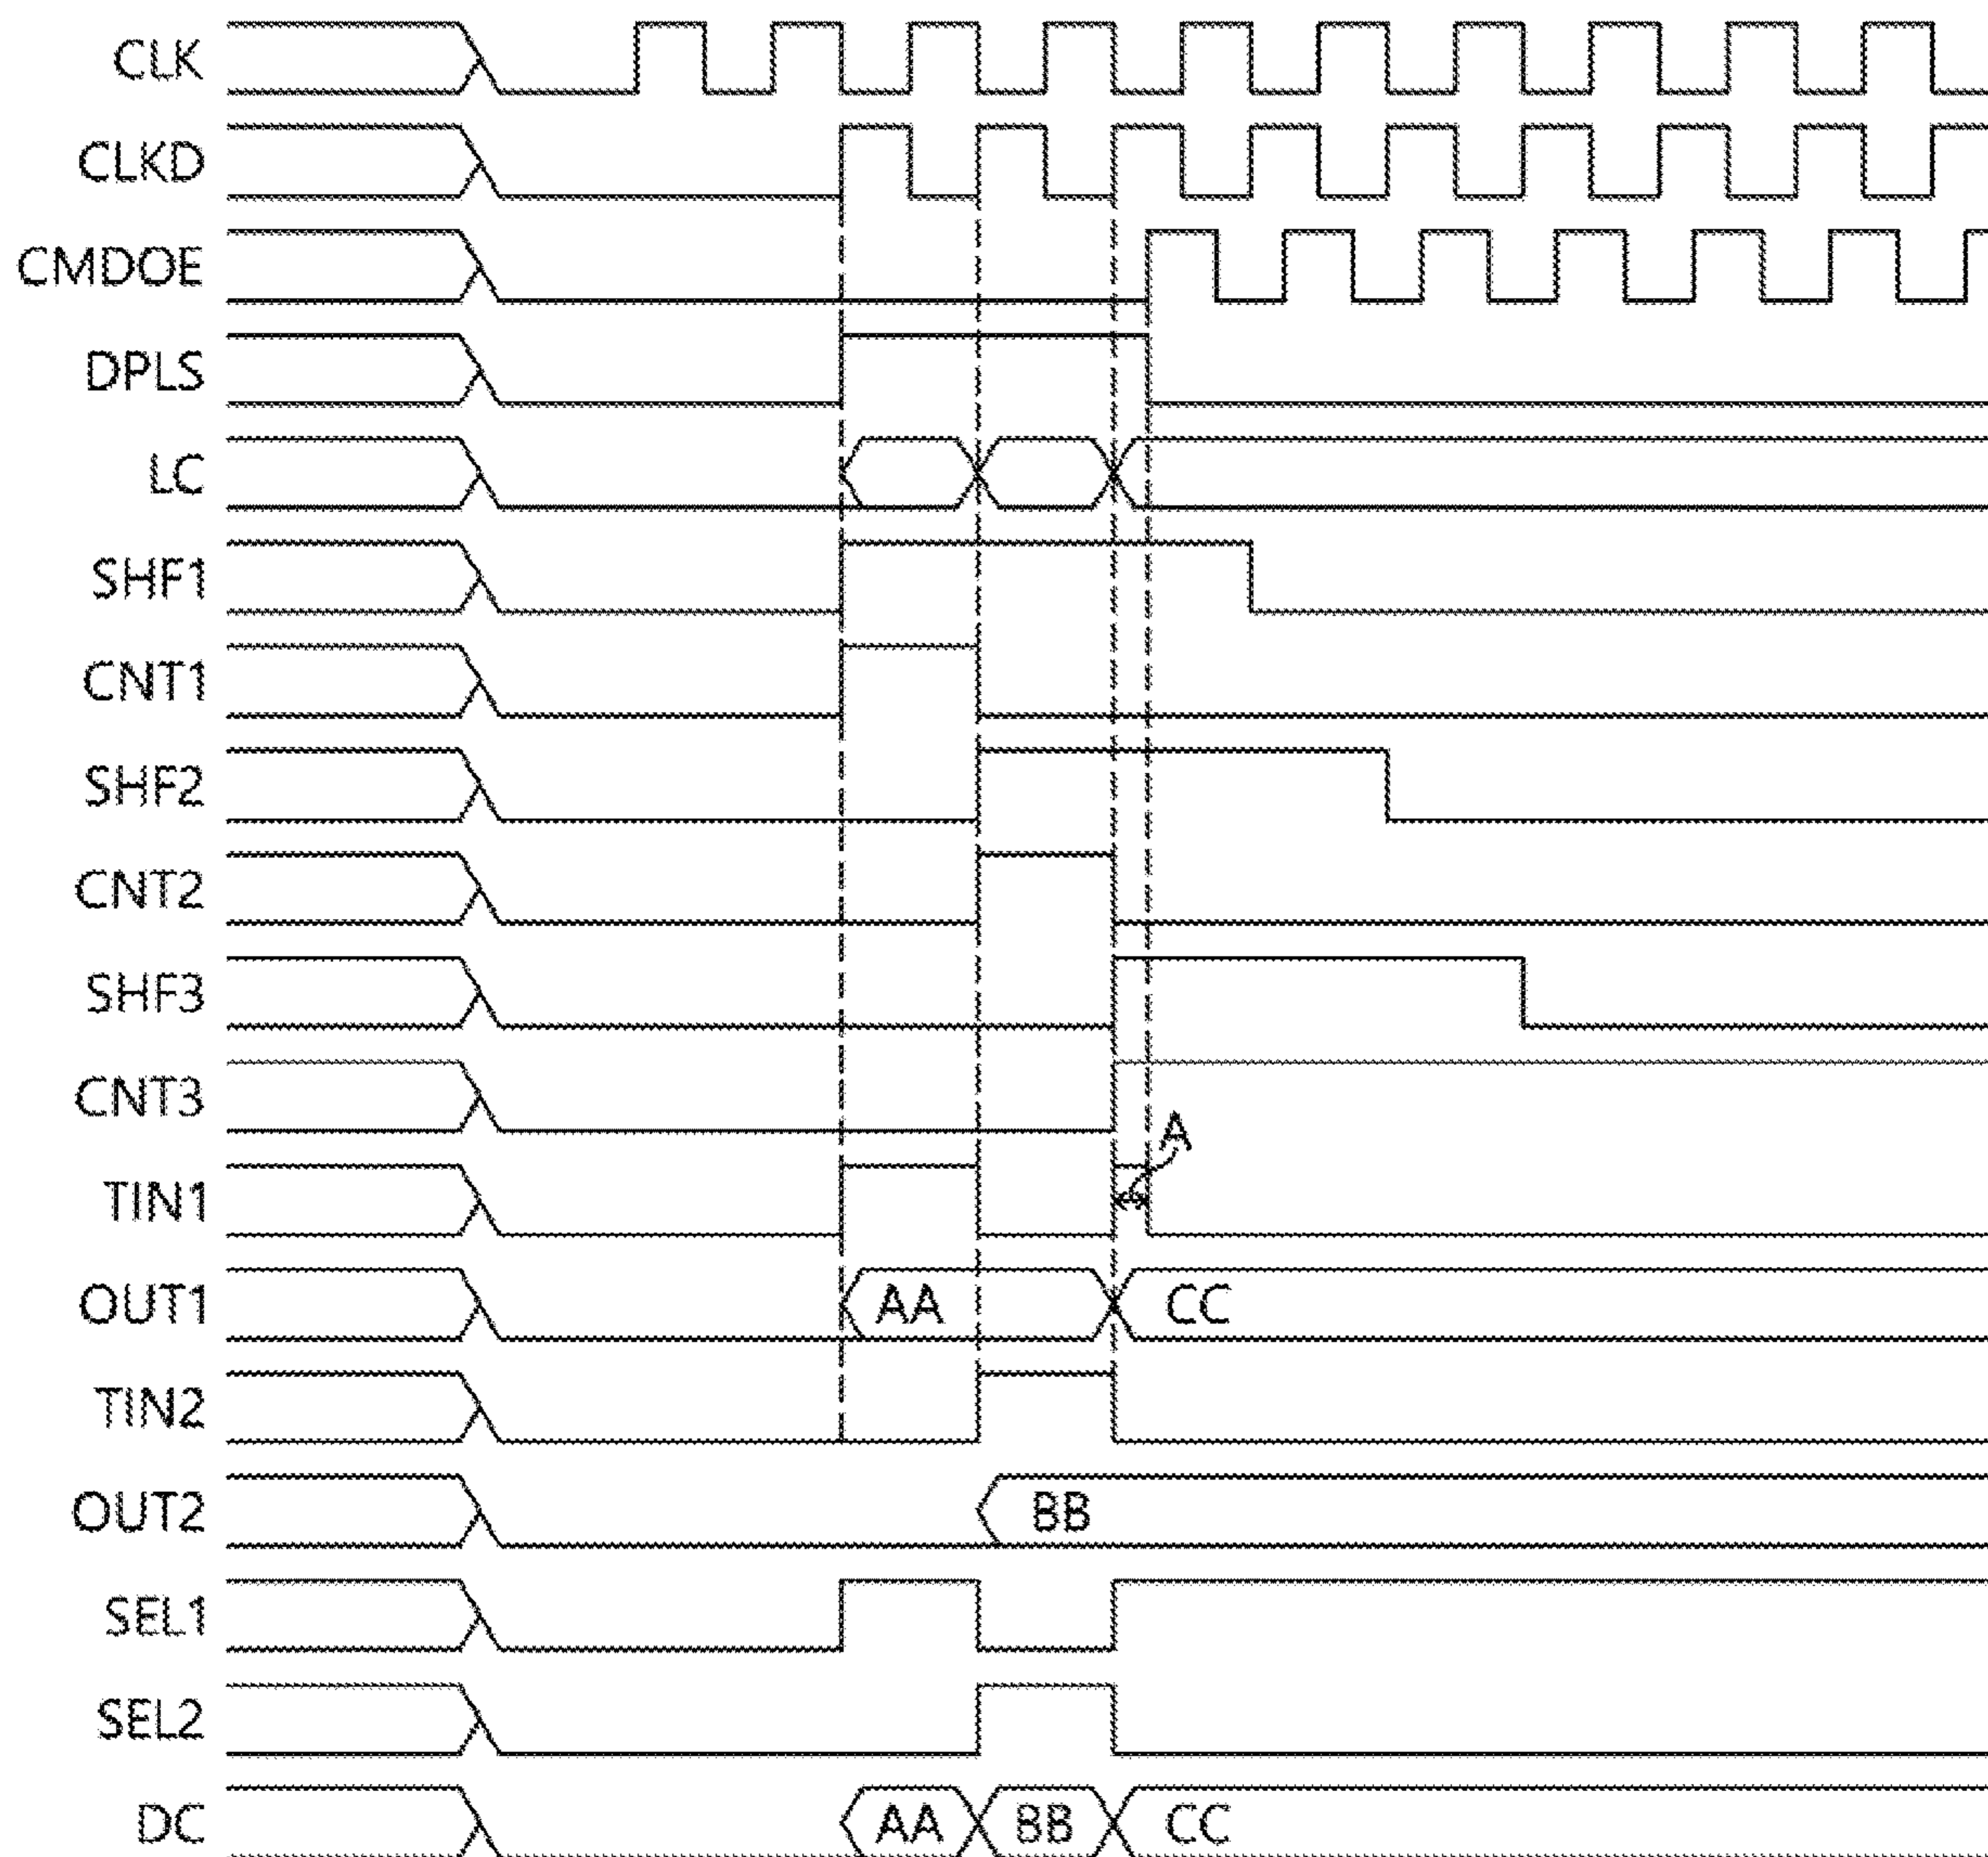 CLK
CLKD
CMDOE
DPLS
LC
SHF1
CNT1
SHF2
CNT2
SHF3
CNT3
A
TIN1
OUT1 AA CC
TIN2
OUT2 BB
SEL1
SEL2
DC AA BB CC